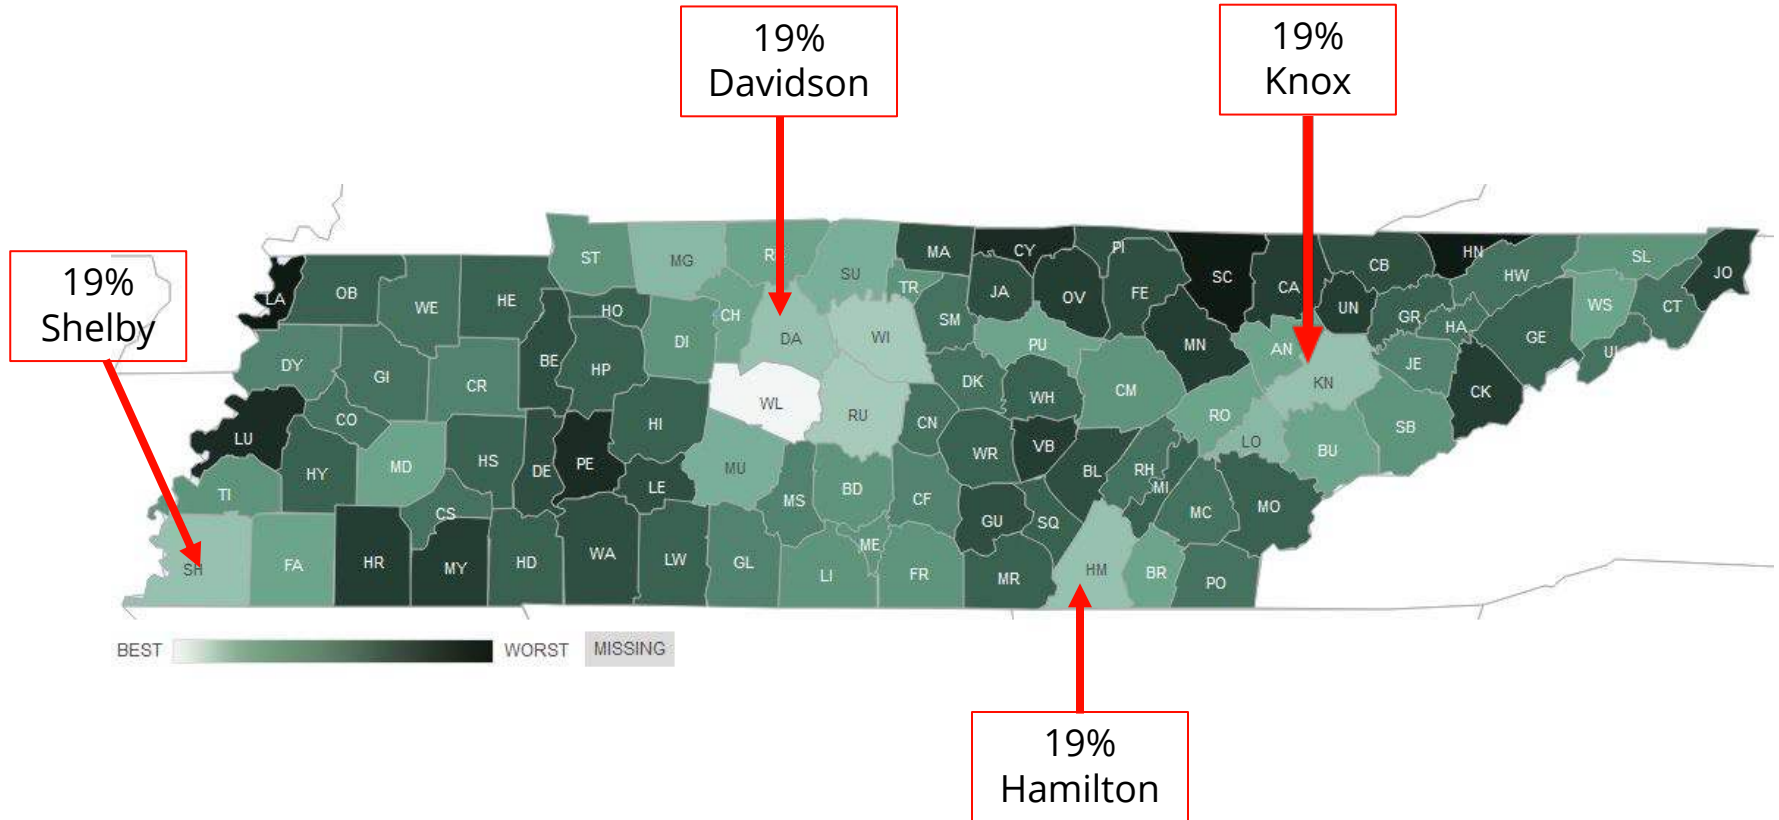 19%
Davidson
19%
Knox
19%
Shelby
19%
Hamilton
LA
OB
WE
HE
ST
MG
SU
MA
CY
PI
SC
CA
CB
HN
HW
SL
JO
HO
CH
TR
SM
JA
OV
FE
MN
UN
GR
HA
GE
WS
CT
DY
GI
CR
BE
HP
DI
DA
WI
PU
AN
KN
JE
CK
CO
LU
HI
WL
RU
DK
CN
WH
CM
RO
LO
BU
SB
TI
HY
MD
HS
DE
PE
LE
MU
MS
BD
CF
WR
VB
BL
RH
MI
MC
MO
CS
GU
SQ
ME
SH
FA
HR
MY
HD
WA
LW
GL
LI
FR
MR
HM
BR
PO
BEST
WORST
MISSING